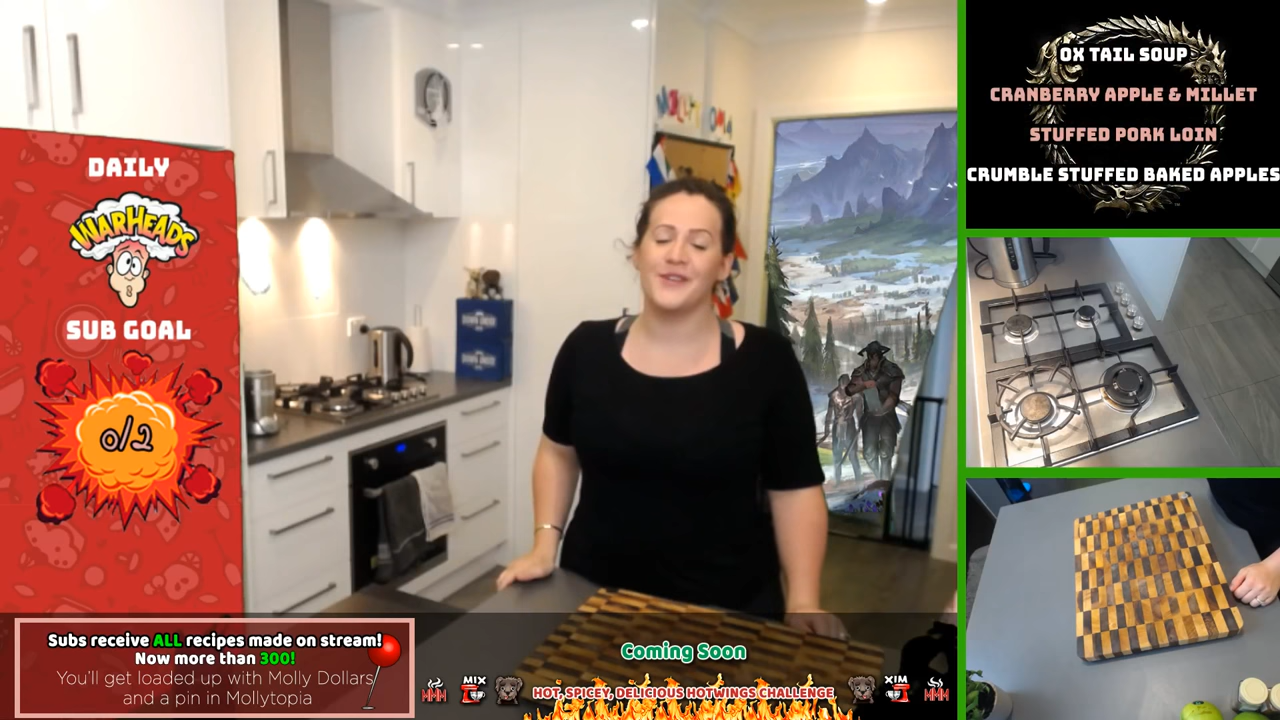 DAILY
WARHEADS
SUB GOAL
0/2
MOLLYTOPIA
OX TAIL SOUP
CRANBERRY APPLE & MILLET
STUFFED PORK LOIN
CRUMBLE STUFFED BAKED APPLES
Subs receive ALL recipes made on stream!
Now more than 300!
You'll get loaded up with Molly Dollars
and a pin in Mollytopia
Coming Soon
MIX
XIM
HOT, SPICEY, DELICIOUS HOTWINGS CHALLENGE